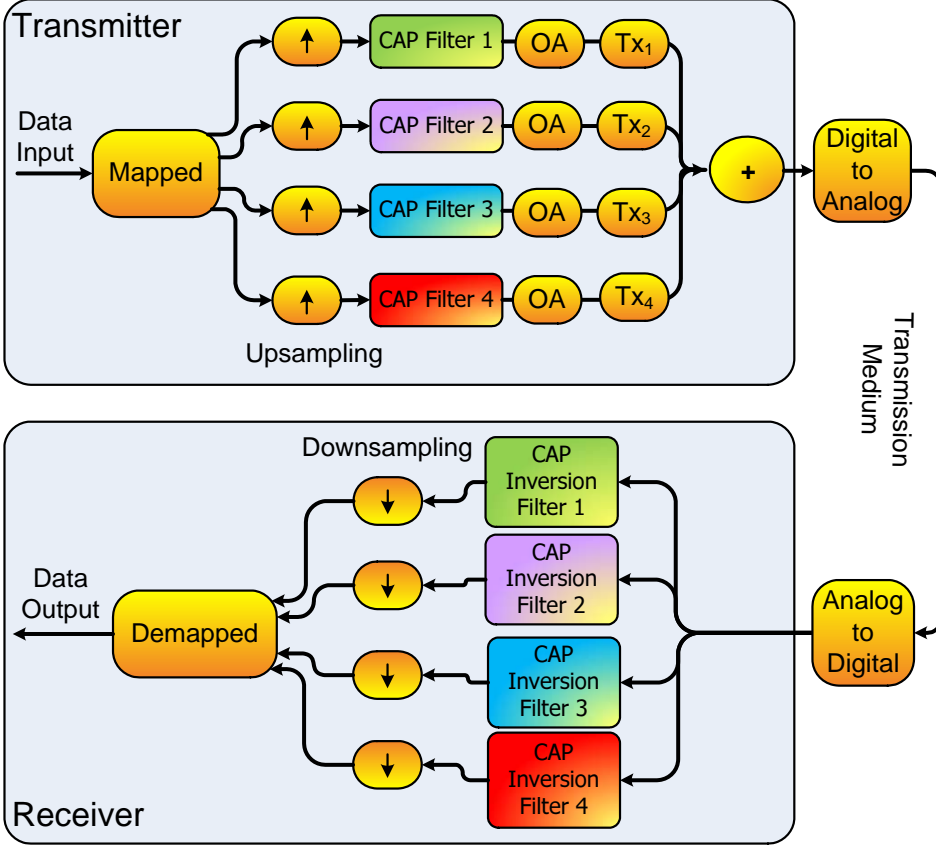 Transmitter
Data
Input
Mapped
CAP Filter 1
OA
Tx1
CAP Filter 2
OA
Tx2
CAP Filter 3
OA
Tx3
CAP Filter 4
OA
Tx4
Upsampling
+
Digital
to
Analog
Transmission
Medium
Downsampling
CAP
Inversion
Filter 1
CAP
Inversion
Filter 2
CAP
Inversion
Filter 3
CAP
Inversion
Filter 4
Data
Output
Demapped
Analog
to
Digital
Receiver